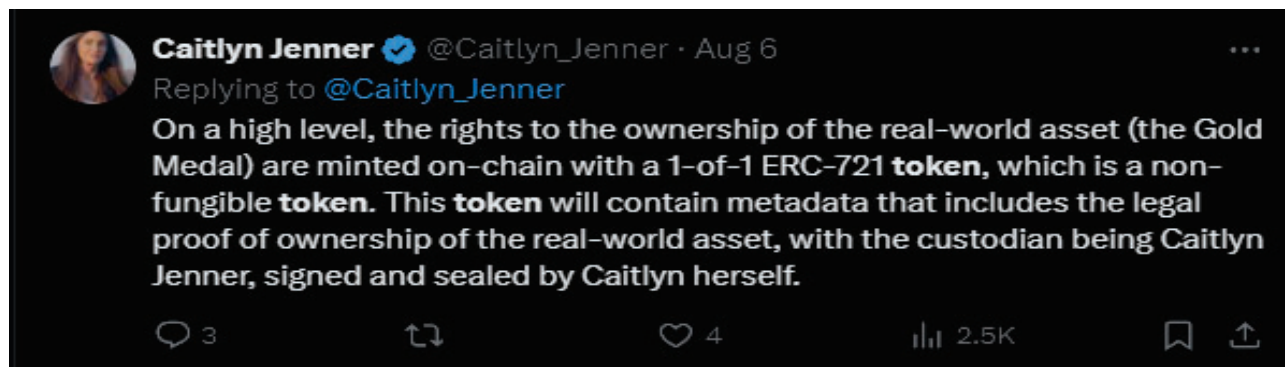 Caitlyn Jenner @Caitlyn_Jenner · Aug 6
Replying to @Caitlyn_Jenner
On a high level, the rights to the ownership of the real-world asset (the Gold
Medal) are minted on-chain with a 1-of-1 ERC-721 token, which is a non-
fungible token. This token will contain metadata that includes the legal
proof of ownership of the real-world asset, with the custodian being Caitlyn
Jenner, signed and sealed by Caitlyn herself.
3 4 2.5K